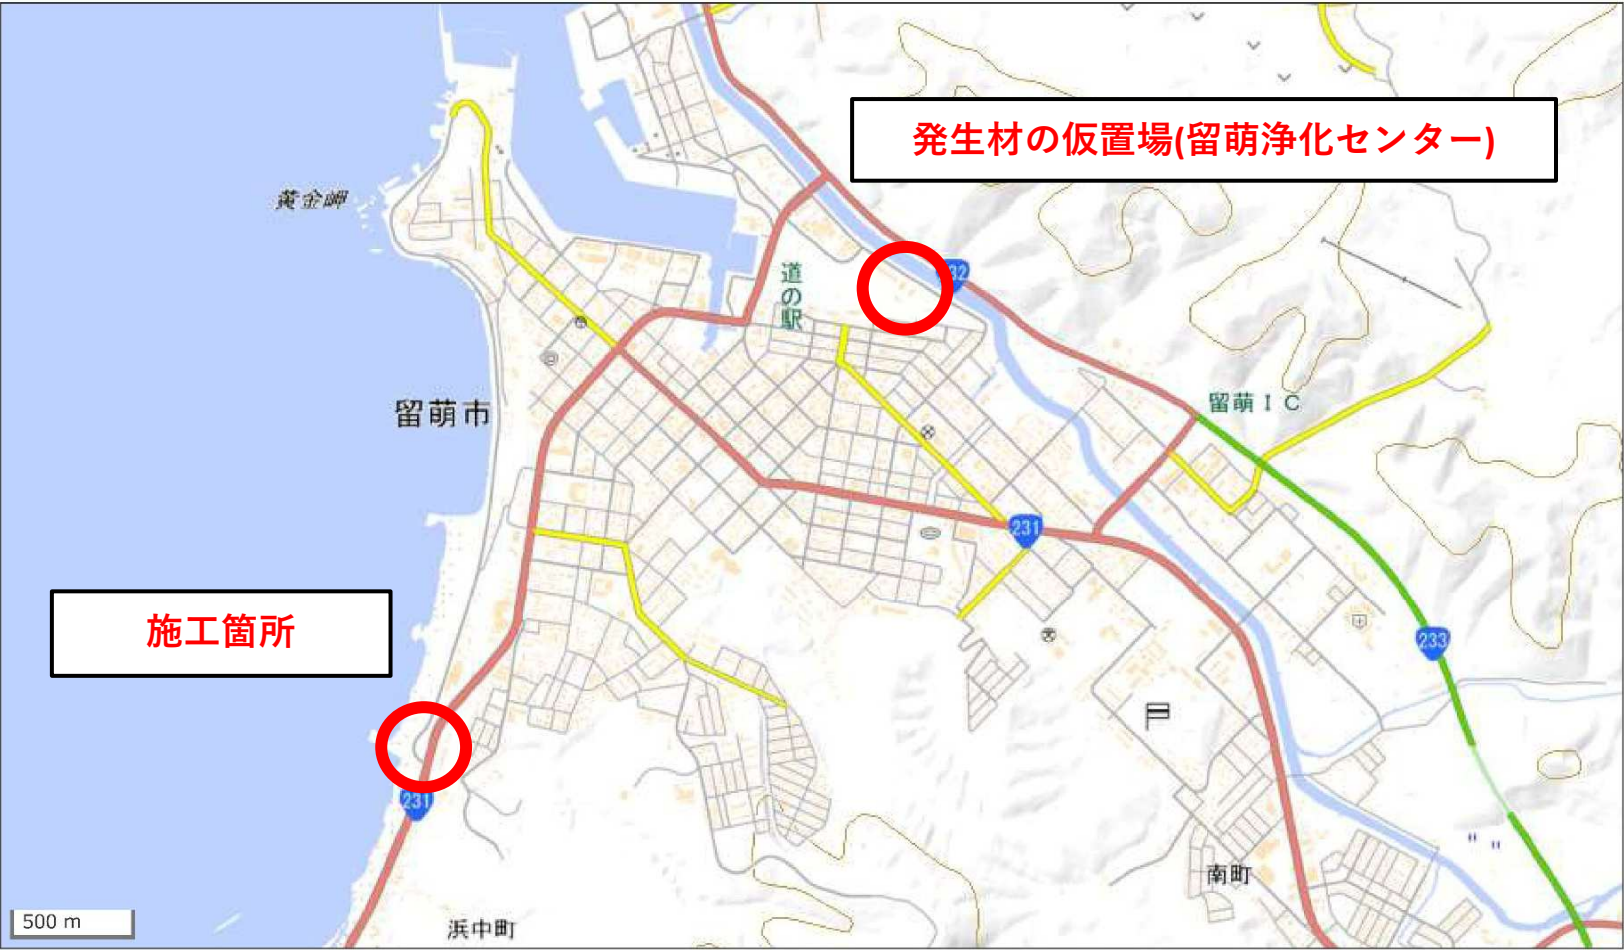 発生材の仮置場(留萌浄化センター)
黄金岬
道の駅
32
留萌市
留萌IC
231
施工箇所
233
231
南町
500 m
浜中町